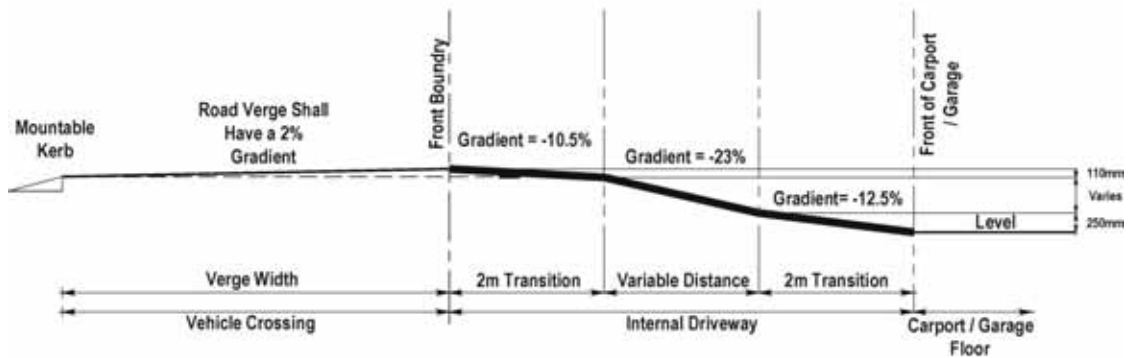 Mountable
Kerb
Road Verge Shall
Have a 2%
Gradient
Front Boundry
Gradient = -10.5%
Gradient = -23%
Gradient= -12.5%
Front of Carport
/ Garage
110mm
Varies
250mm
Level
Verge Width
2m Transition
Variable Distance
2m Transition
Vehicle Crossing
Internal Driveway
Carport / Garage
Floor